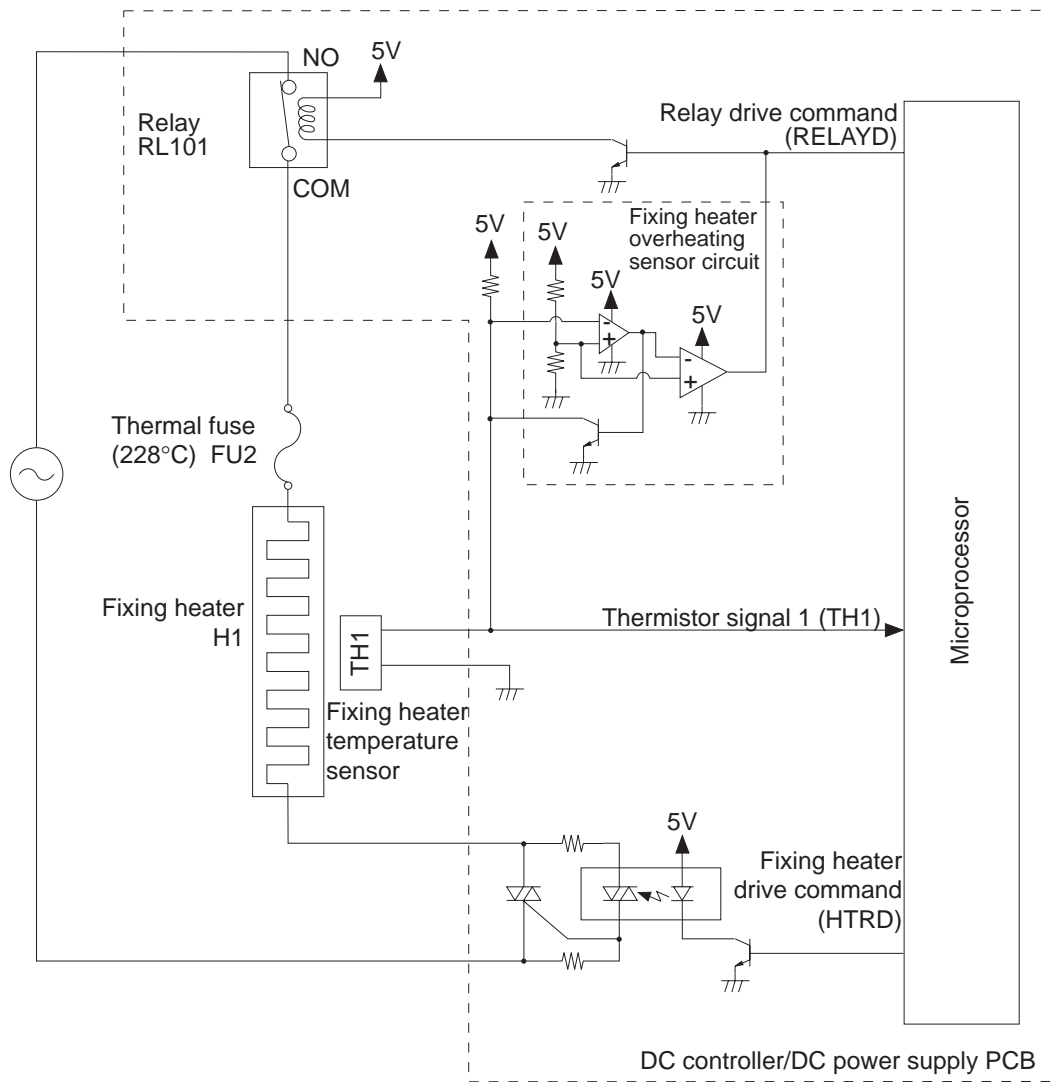 NO
5V
Relay
RL101
COM
Relay drive command
(RELAYD)
Fixing heater
overheating
sensor circuit
5V
5V
5V
5V
-
+
-
+
Thermal fuse
(228°C) FU2
Fixing heater
H1
TH1
Fixing heater
temperature
sensor
Thermistor signal 1 (TH1)
Microprocessor
5V
Fixing heater
drive command
(HTRD)
DC controller/DC power supply PCB